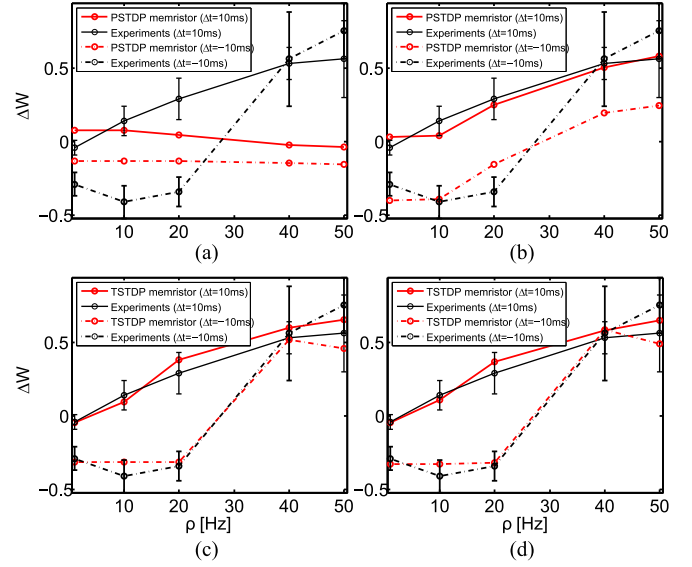 PSTDP memristor (Δt=10ms)
Experiments (Δt=10ms)
PSTDP memristor (Δt=−10ms)
Experiments (Δt=−10ms)
ΔW
0.5
0
−0.5
10 20 30 40 50
(a)
PSTDP memristor (Δt=10ms)
Experiments (Δt=10ms)
PSTDP memristor (Δt=−10ms)
Experiments (Δt=−10ms)
0.5
0
−0.5
10 20 30 40 50
(b)
TSTDP memristor (Δt=10ms)
Experiments (Δt=10ms)
TSTDP memristor (Δt=−10ms)
Experiments (Δt=−10ms)
ΔW
0.5
0
−0.5
10 20 30 40 50
ρ [Hz]
(c)
TSTDP memristor (Δt=10ms)
Experiments (Δt=10ms)
TSTDP memristor (Δt=−10ms)
Experiments (Δt=−10ms)
0.5
0
−0.5
10 20 30 40 50
ρ [Hz]
(d)